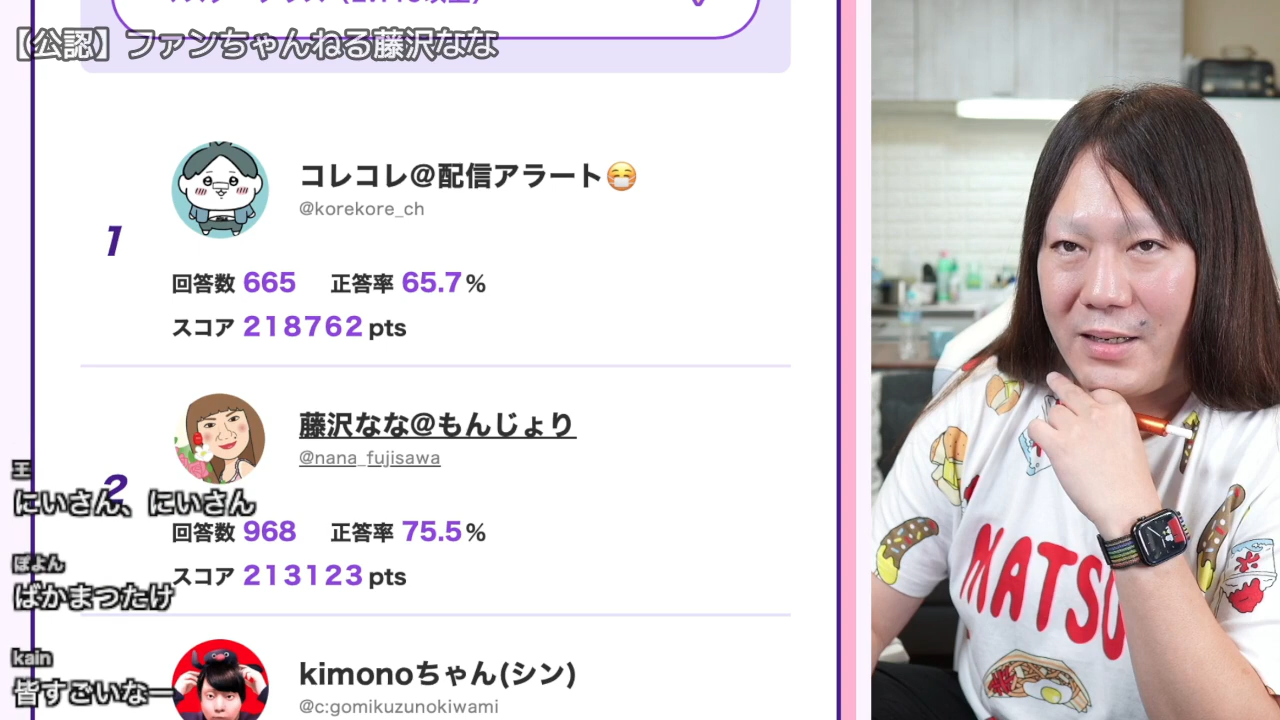 【公認】ファンちゃんねる藤沢なな
1
コレコレ@配信アラート😷
@korekore_ch
回答数 665 正答率 65.7%
スコア 218762 pts
2
藤沢なな@もんじょり
@nana_fujisawa
回答数 968 正答率 75.5%
スコア 213123 pts
kimonoちゃん(シン)
@c:gomikuzunokiwami
王
にいさん、にいさん
ぽよん
ばかまつたけ
kain
皆すごいなー
MATSU